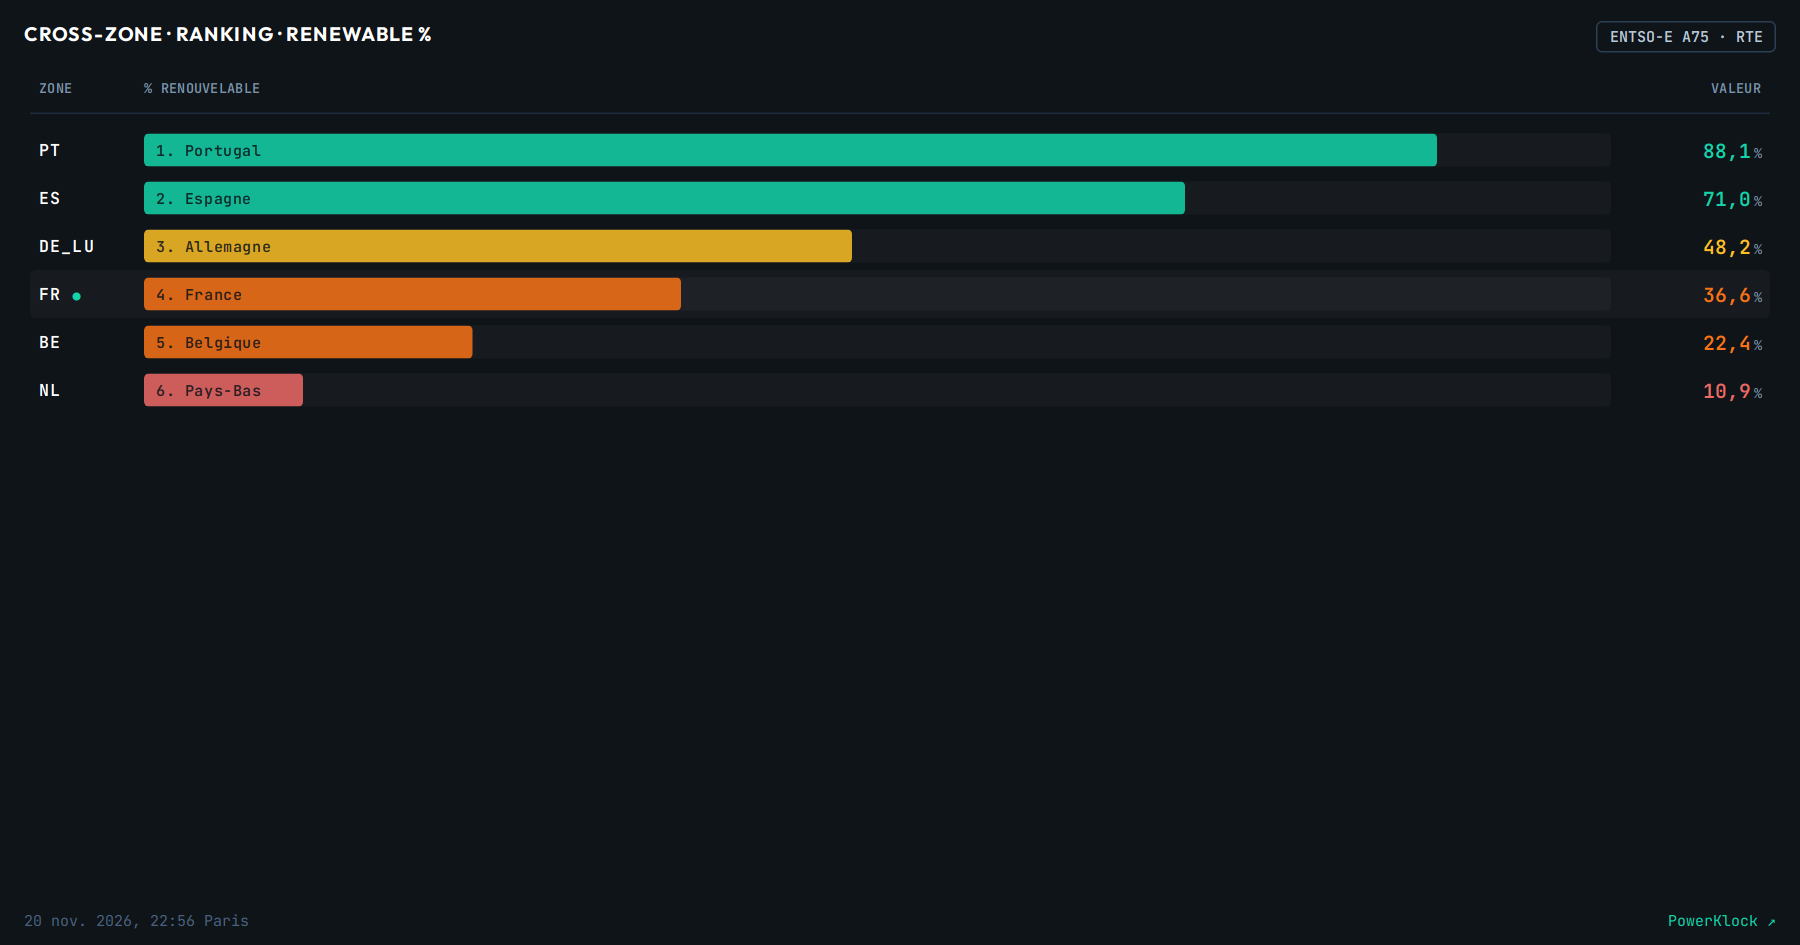 CROSS-ZONE · RANKING · RENEWABLE %
ENTSO-E A75 · RTE
ZONE % RENOUVELABLE VALEUR
PT 1. Portugal 88,1%
ES 2. Espagne 71,0%
DE_LU 3. Allemagne 48,2%
FR ● 4. France 36,6%
BE 5. Belgique 22,4%
NL 6. Pays-Bas 10,9%
20 nov. 2026, 22:56 Paris
PowerKlock ↗